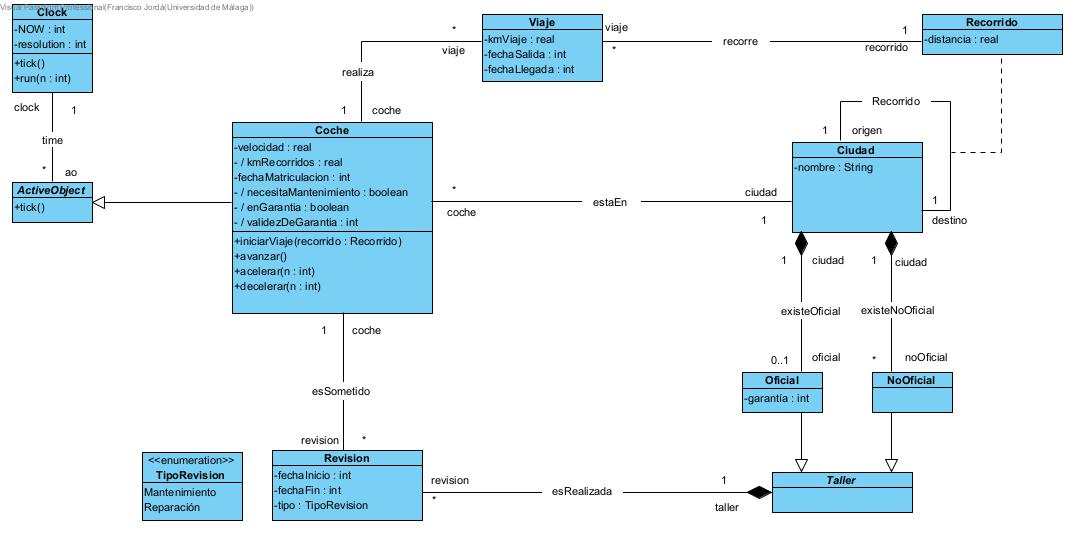 Visual Paradigm Professional(Francisco Jordá(Universidad de Málaga))
Clock
-NOW : int
-resolution : int
+tick()
+run(n : int)
clock
1
time
*
ao
ActiveObject
+tick()
*
viaje
realiza
1
coche
Viaje
-kmViaje : real
-fechaSalida : int
-fechaLlegada : int
viaje
*
recorre
1
recorrido
Recorrido
-distancia : real
Coche
-velocidad : real
- / kmRecorridos : real
-fechaMatriculacion : int
- / necesitaMantenimiento : boolean
- / enGarantia : boolean
- / validezDeGarantia : int
+iniciarViaje(recorrido : Recorrido)
+avanzar()
+acelerar(n : int)
+decelerar(n : int)
*
coche
estaEn
ciudad
1
Recorrido
1
origen
Ciudad
-nombre : String
1
destino
1
ciudad
1
ciudad
existeOficial
existeNoOficial
0..1
oficial
*
noOficial
Oficial
-garantía : int
NoOficial
1
coche
esSometido
revision
*
<<enumeration>>
TipoRevision
Mantenimiento
Reparación
Revision
-fechaInicio : int
-fechaFin : int
-tipo : TipoRevision
revision
*
esRealizada
1
taller
Taller